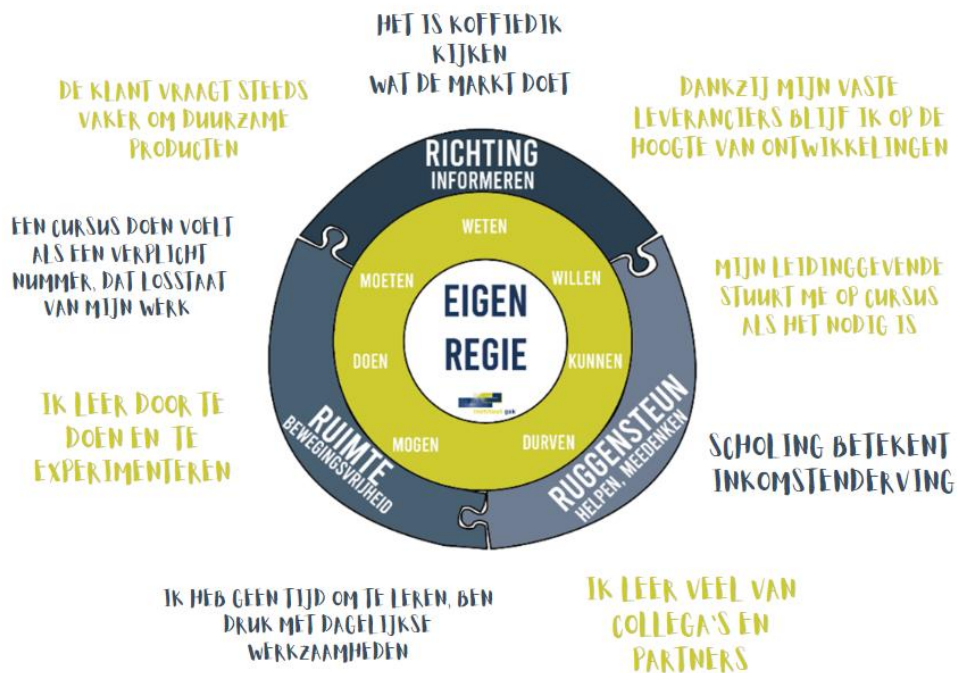 HET IS KOFFIEDIK
KIJKEN
WAT DE MARKT DOET
DE KLANT VRAAGT STEEDS
VAKER OM DUURZAME
PRODUCTEN
DANKZIJ MIJN VASTE
LEVERANCIERS BLIJF IK OP DE
HOOGTE VAN ONTWIKKELINGEN
EEN CURSUS DOEN VOELT
ALS EEN VERPLICHT
NUMMER, DAT LOSSTAAT
VAN MIJN WERK
RICHTING
INFORMEREN
WETEN
MOETEN
WILLEN
EIGEN
REGIE
DOEN
KUNNEN
MOGEN
DURVEN
RUIMTE
BEWEGINGSVRIJHEID
RUGGENSTEUN
HELPEN, MEEDENKEN
MIJN LEIDINGGEVENDE
STUURT ME OP CURSUS
ALS HET NODIG IS
IK LEER DOOR TE
DOEN EN TE
EXPERIMENTEREN
SCHOLING BETEKENT
INKOMSTENDERVING
IK HEB GEEN TIJD OM TE LEREN, BEN
DRUK MET DAGELIJKSE
WERKZAAMHEDEN
IK LEER VEEL VAN
COLLEGA'S EN
PARTNERS